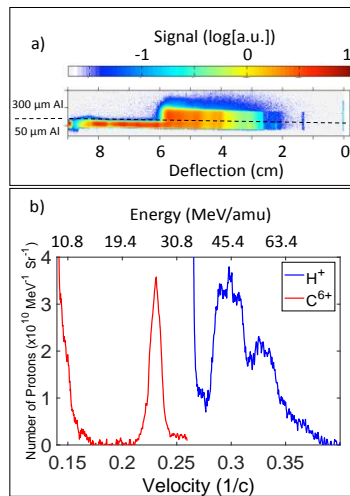 Signal (log[a.u.])
-1 0 1
a)
300 µm Al
50 µm Al
8 6 4 2 0
Deflection (cm)
b)
Energy (MeV/amu)
10.8 19.4 30.8 45.4 63.4
Number of Protons (x10¹⁰ MeV⁻¹ Sr⁻¹)
4
3
2
1
0
H⁺
C⁶⁺
0.15 0.2 0.25 0.3 0.35
Velocity (1/c)